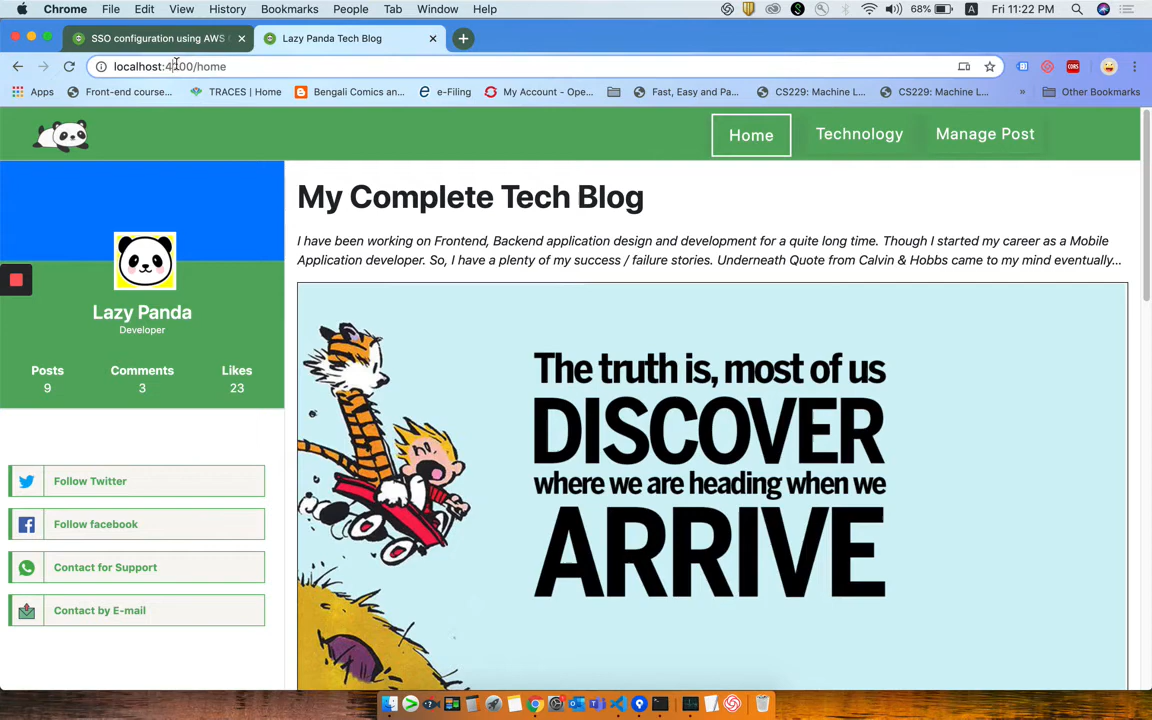 Chrome File Edit View History Bookmarks People Tab Window Help 68% A Fri 11:22 PM
SSO configuration using AWS Lazy Panda Tech Blog
/home
Apps Front-end course... TRACES | Home Bengali Comics an... e-Filing My Account - Ope... Fast, Easy and Pa... CS229: Machine L... CS229: Machine L... » Other Bookmarks
CORS
Home Technology Manage Post
My Complete Tech Blog
I have been working on Frontend, Backend application design and development for a quite long time. Though I started my career as a Mobile
Application developer. So, I have a plenty of my success / failure stories. Underneath Quote from Calvin & Hobbs came to my mind eventually...
Lazy Panda
Developer
Posts Comments Likes
9 3 23
The truth is, most of us
DISCOVER
where we are heading when we
ARRIVE
Follow Twitter
Follow facebook
Contact for Support
Contact by E-mail